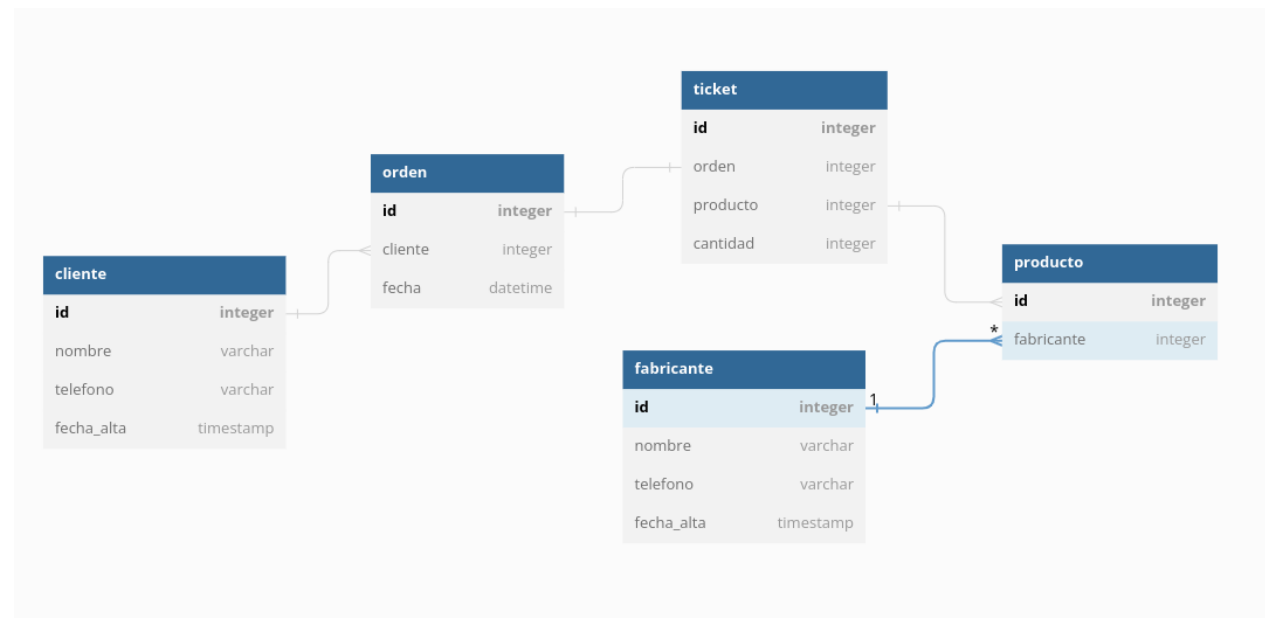 cliente
id integer
nombre varchar
telefono varchar
fecha_alta timestamp
orden
id integer
cliente integer
fecha datetime
ticket
id integer
orden integer
producto integer
cantidad integer
fabricante
id integer
nombre varchar
telefono varchar
fecha_alta timestamp
1
*
producto
id integer
fabricante integer